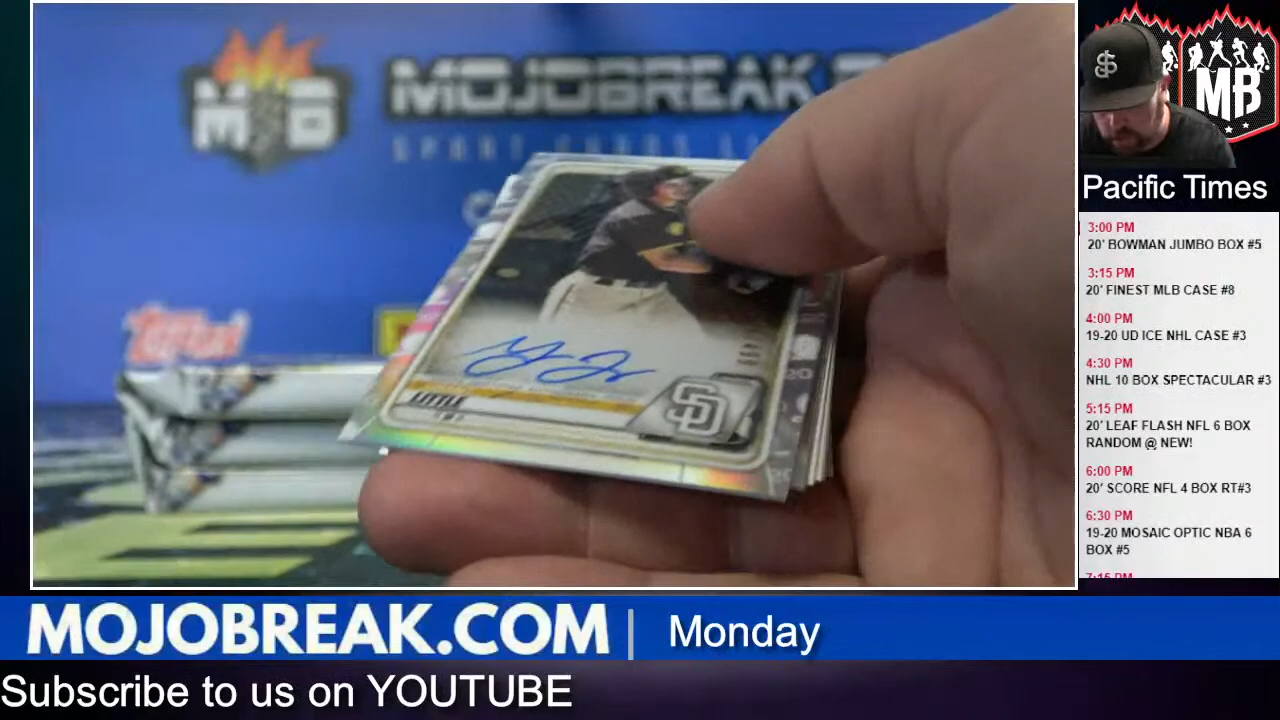 MOJOBREAK
Topps
LITTLE
SD
MB
Pacific Times
3:00 PM
20' BOWMAN JUMBO BOX #5
3:15 PM
20' FINEST MLB CASE #8
4:00 PM
19-20 UD ICE NHL CASE #3
4:30 PM
NHL 10 BOX SPECTACULAR #3
5:15 PM
20' LEAF FLASH NFL 6 BOX
RANDOM @ NEW!
6:00 PM
20' SCORE NFL 4 BOX RT#3
6:30 PM
19-20 MOSAIC OPTIC NBA 6
BOX #5
MOJOBREAK.COM | Monday
Subscribe to us on YOUTUBE